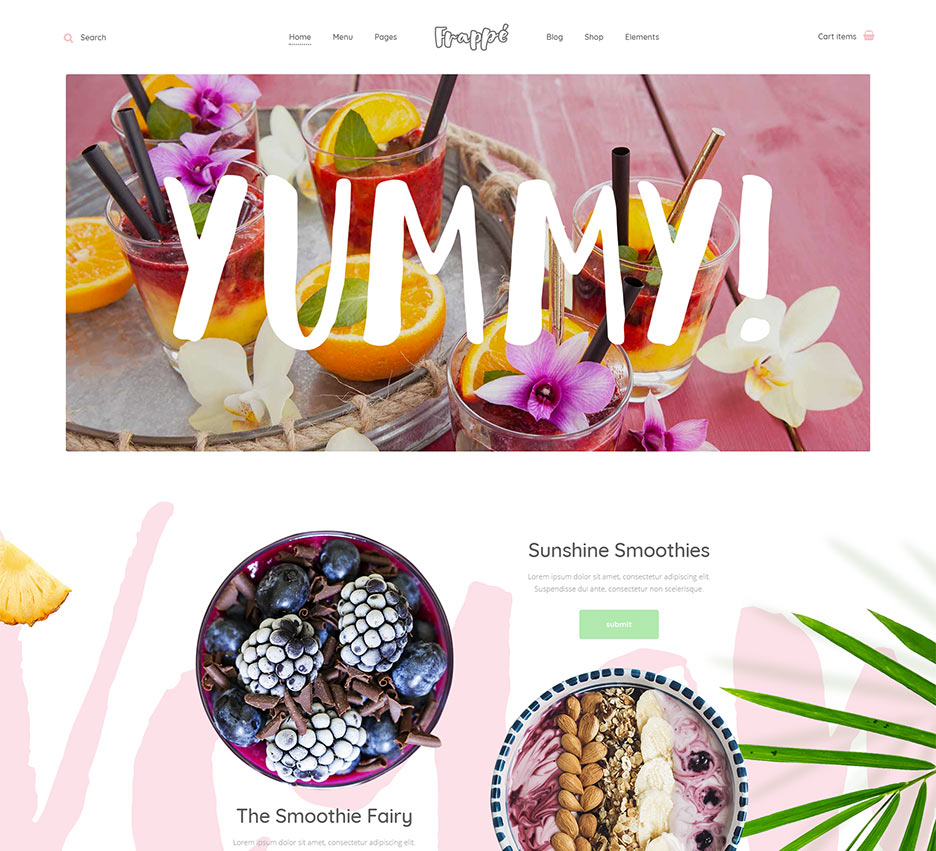 Search
Home
Menu
Pages
Frappé
Blog
Shop
Elements
Cart items
YUMMY!
Sunshine Smoothies
Lorem ipsum dolor sit amet, consectetur adipiscing elit.
Suspendisse dui ante, consectetur non scelerisque.
submit
The Smoothie Fairy
Lorem ipsum dolor sit amet, consectetur adipiscing elit.